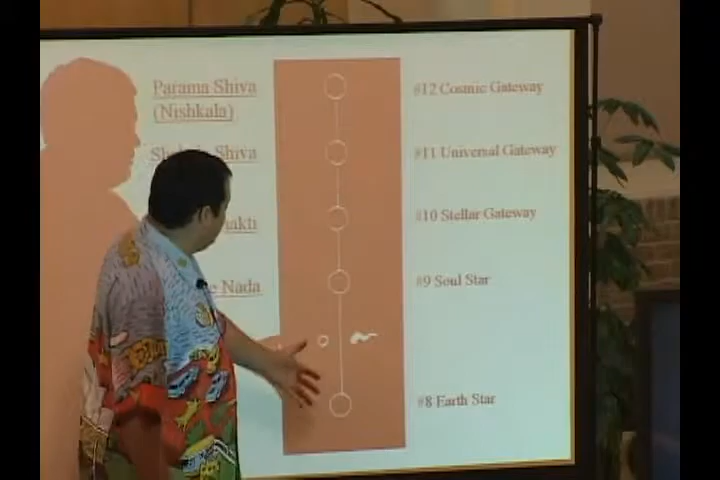 Parama Shiva
(Nishkala)
Shiva
Nada
#12 Cosmic Gateway
#11 Universal Gateway
#10 Stellar Gateway
#9 Soul Star
#8 Earth Star